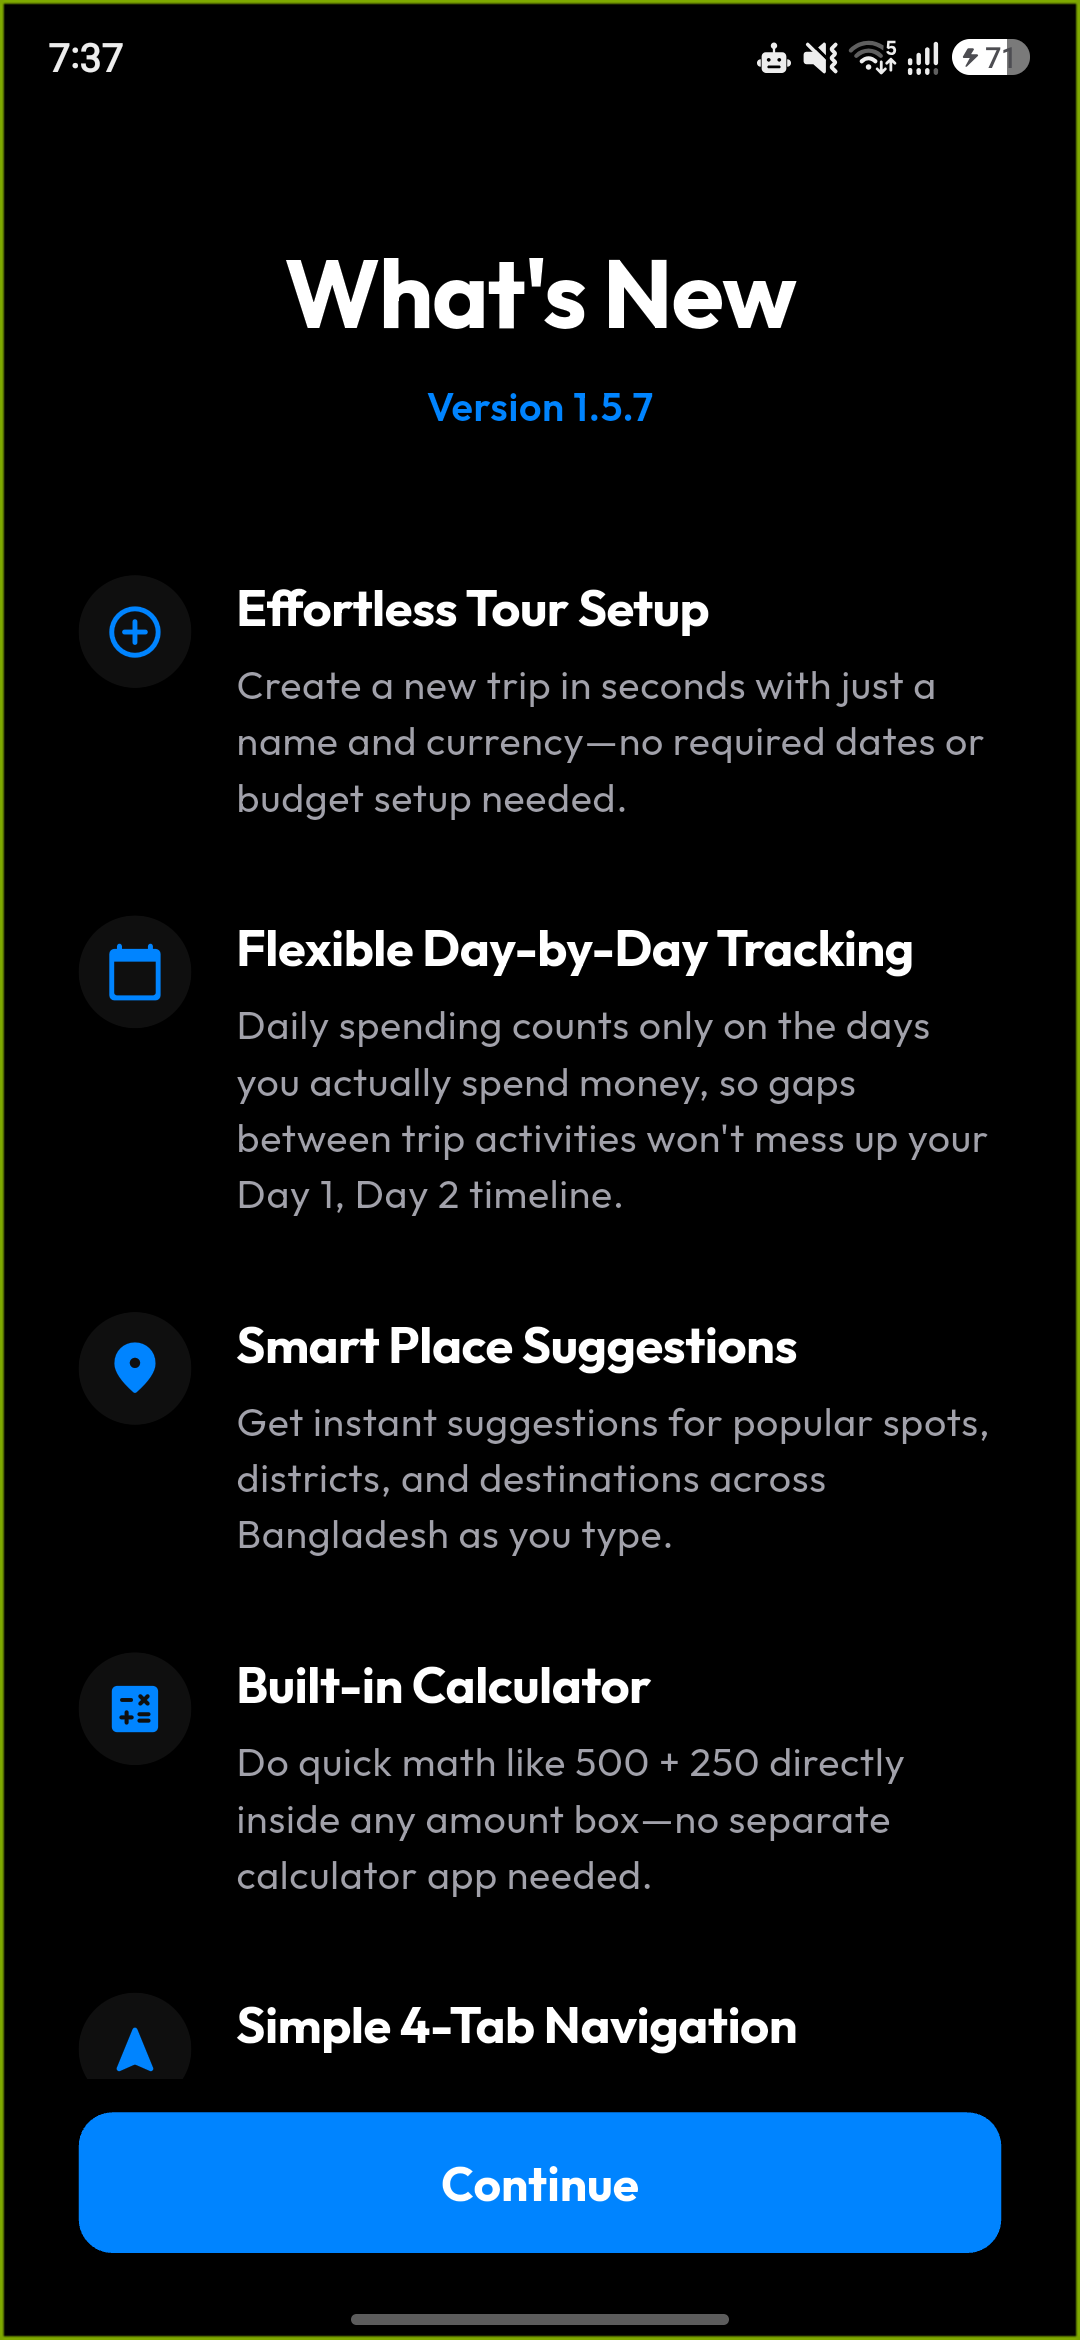 7:37
5
71
What's New
Version 1.5.7
Effortless Tour Setup
Create a new trip in seconds with just a
name and currency—no required dates or
budget setup needed.
Flexible Day-by-Day Tracking
Daily spending counts only on the days
you actually spend money, so gaps
between trip activities won't mess up your
Day 1, Day 2 timeline.
Smart Place Suggestions
Get instant suggestions for popular spots,
districts, and destinations across
Bangladesh as you type.
Built-in Calculator
Do quick math like 500 + 250 directly
inside any amount box—no separate
calculator app needed.
Simple 4-Tab Navigation
Continue